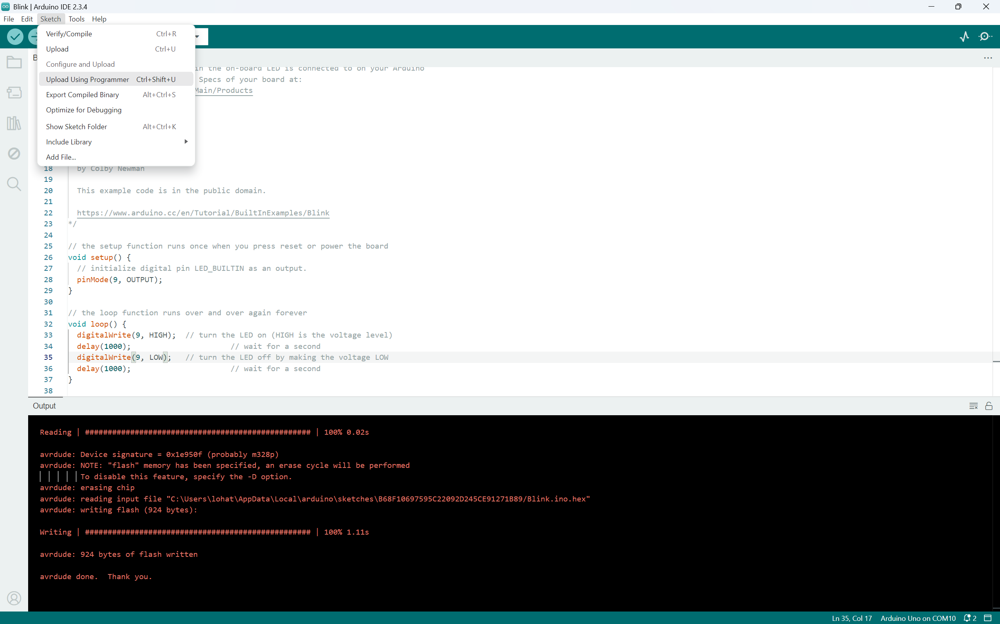 Blink | Arduino IDE 2.3.4
File Edit Sketch Tools Help
Verify/Compile Ctrl+R
Upload Ctrl+U
Configure and Upload
Upload Using Programmer Ctrl+Shift+U
Export Compiled Binary Alt+Ctrl+S
Optimize for Debugging
Show Sketch Folder Alt+Ctrl+K
Include Library
Add File...
in the on-board LED is connected to on your Arduino
Specs of your board at:
Main/Products
18 by Colby Newman
19
20 This example code is in the public domain.
21
22 https://www.arduino.cc/en/Tutorial/BuiltInExamples/Blink
23 */
24
25 // the setup function runs once when you press reset or power the board
26 void setup() {
27 // initialize digital pin LED_BUILTIN as an output.
28 pinMode(9, OUTPUT);
29 }
30
31 // the loop function runs over and over again forever
32 void loop() {
33 digitalWrite(9, HIGH); // turn the LED on (HIGH is the voltage level)
34 delay(1000); // wait for a second
35 digitalWrite(9, LOW); // turn the LED off by making the voltage LOW
36 delay(1000); // wait for a second
37 }
38
Output
Reading | ################################################## | 100% 0.02s
avrdude: Device signature = 0x1e950f (probably m328p)
avrdude: NOTE: "flash" memory has been specified, an erase cycle will be performed
To disable this feature, specify the -D option.
avrdude: erasing chip
avrdude: reading input file "C:\Users\lohat\AppData\Local\arduino\sketches\B68F10697595C22092D245CE91271B89/Blink.ino.hex"
avrdude: writing flash (924 bytes):
Writing | ################################################## | 100% 1.11s
avrdude: 924 bytes of flash written
avrdude done.  Thank you.
Ln 35, Col 17 Arduino Uno on COM10 2